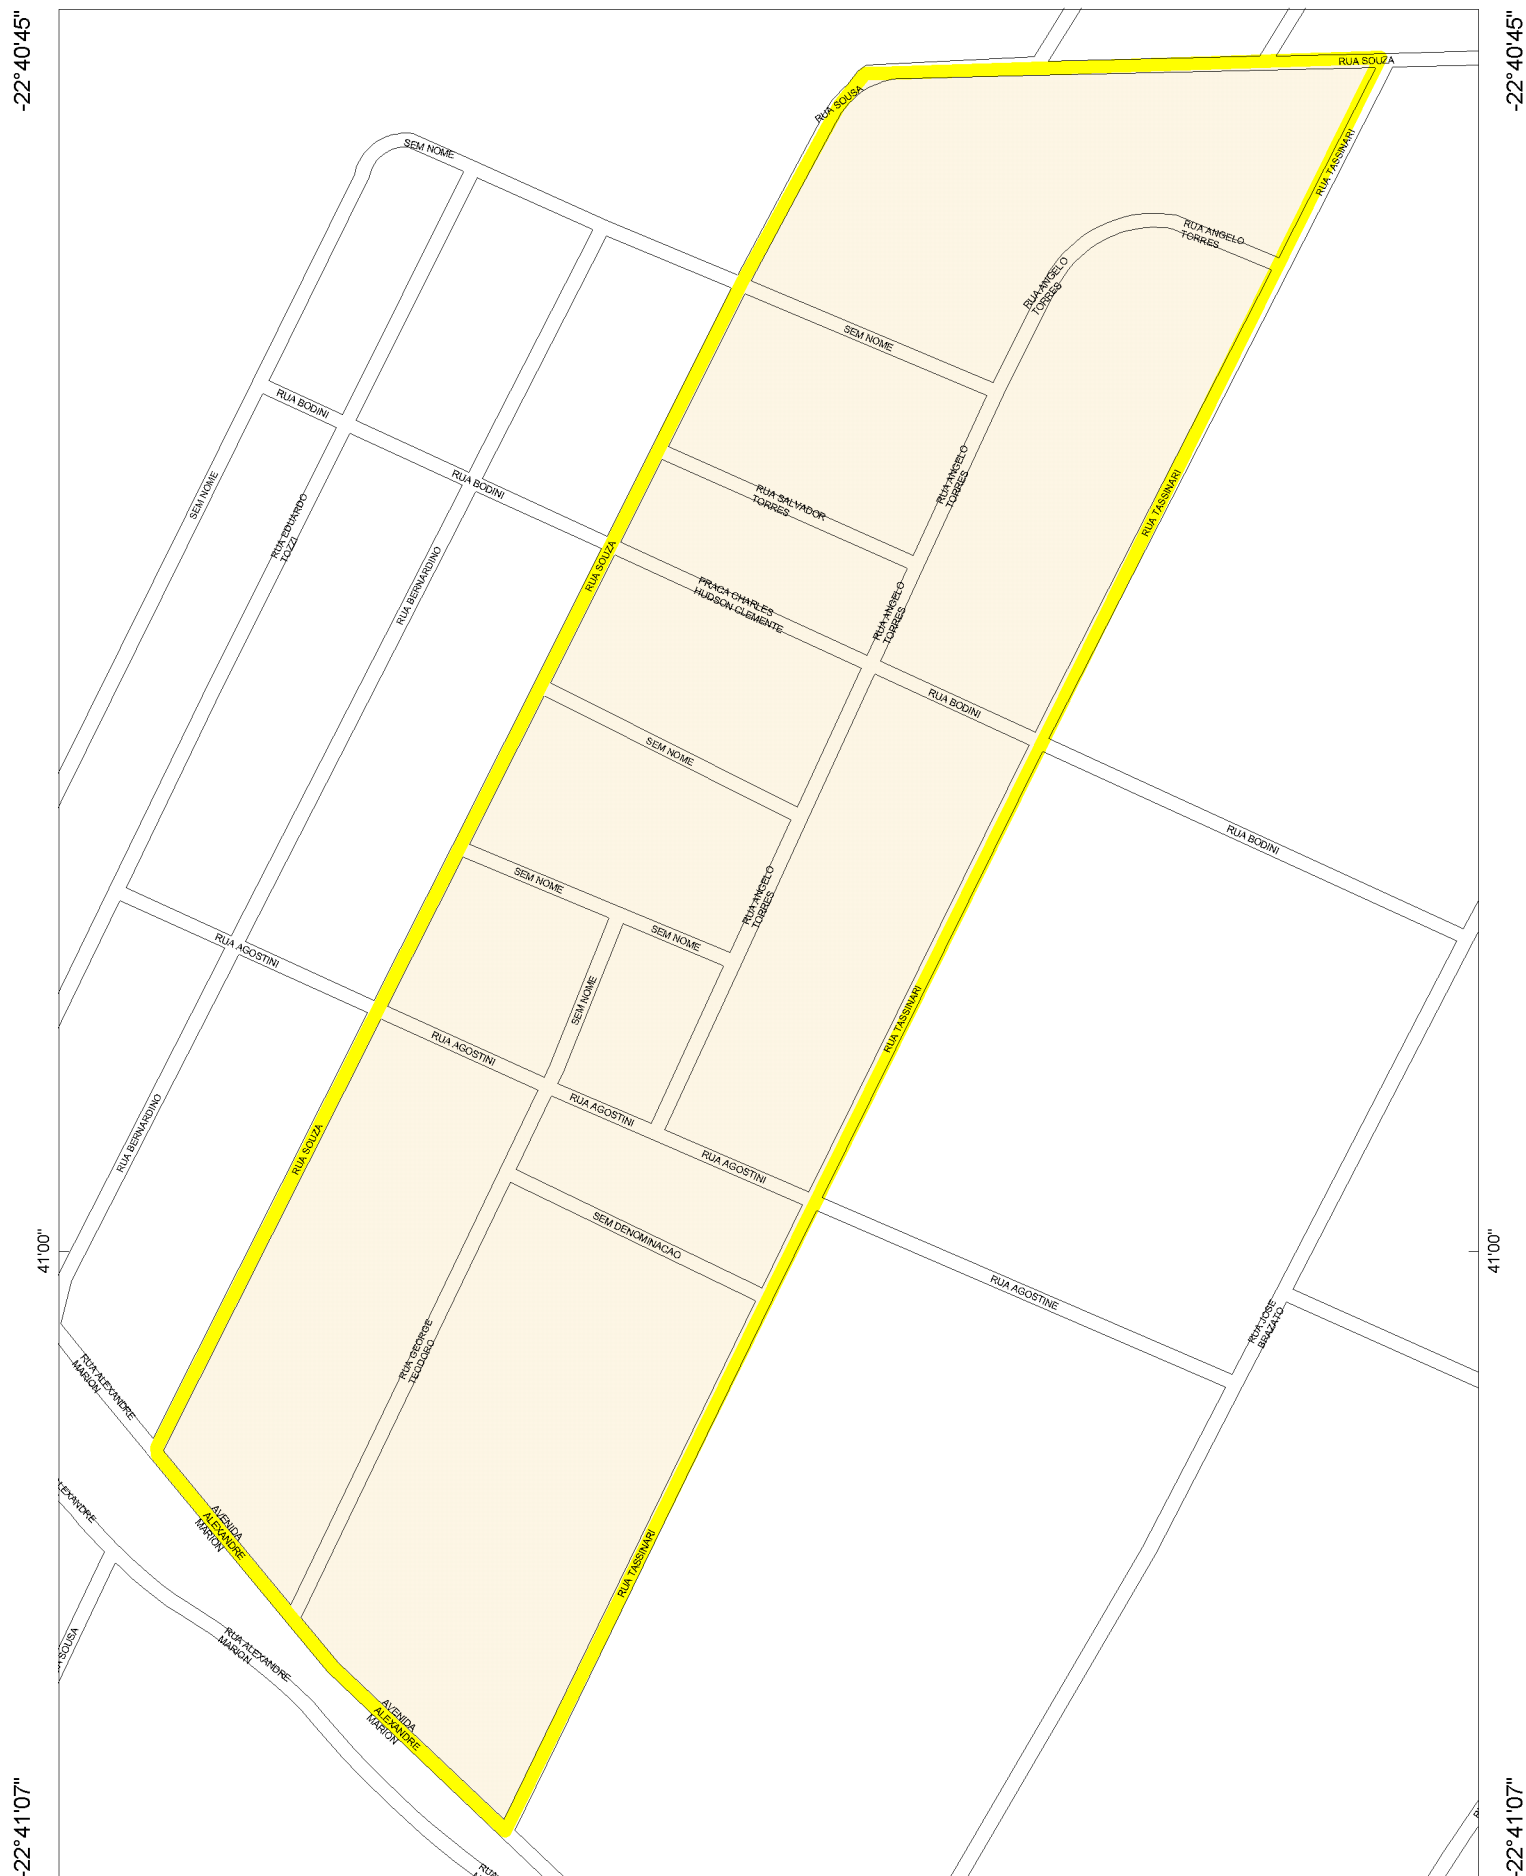 -22°40'45"
-22°40'45"
RUA SOUZA
RUA SOUSA
SEM NOME
RUA TASSINARI
RUA ANGELO
TORRES
RUA ANGELO
TORRES
SEM NOME
RUA BODINI
RUA BODINI
SEM NOME
RUA EDUARDO
TOZZI
RUA BERNARDINO
RUA ANGELO
TORRES
RUA SALVADOR
TORRES
RUA TASSINARI
RUA SOUZA
PRACA CHARLES
HUDSON CLEMENTE
RUA ANGELO
TORRES
RUA BODINI
SEM NOME
RUA BODINI
SEM NOME
RUA ANGELO
TORRES
SEM NOME
RUA AGOSTINI
SEM NOME
RUA TASSINARI
RUA AGOSTINI
RUA AGOSTINI
RUA BERNARDINO
RUA SOUZA
RUA AGOSTINI
SEM DENOMINACAO
41'00"
41'00"
RUA AGOSTINE
RUA JOSE
BRAZATO
RUA GEORGE
TEODORO
RUA ALEXANDRE
MARION
LEXANDRE
AVENIDA
ALEXANDRE
MARION
RUA TASSINARI
SOUSA
RUA ALEXANDRE
MARION
AVENIDA
ALEXANDRE
MARION
-22°41'07"
-22°41'07"
RUA